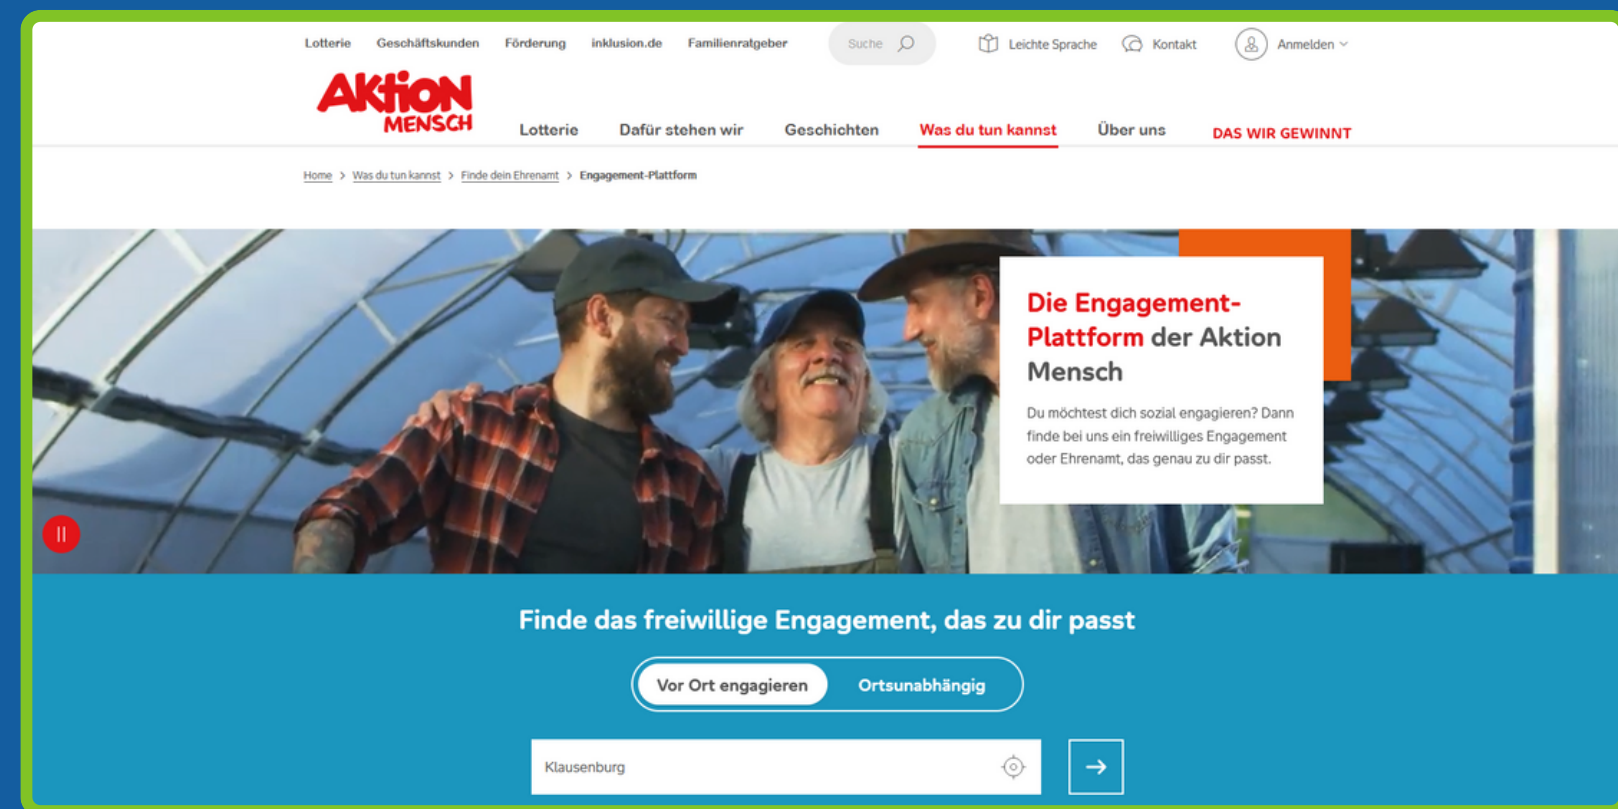 Lotterie Geschäftskunden Förderung inklusion.de Familienratgeber Suche Leichte Sprache Kontakt Anmelden
AKtiON
MENSCH
Lotterie Dafür stehen wir Geschichten Was du tun kannst Über uns DAS WIR GEWINNT
Home > Was du tun kannst > Finde dein Ehrenamt > Engagement-Plattform
Die Engagement-
Plattform der Aktion
Mensch
Du möchtest dich sozial engagieren? Dann
finde bei uns ein freiwilliges Engagement
oder Ehrenamt, das genau zu dir passt.
Finde das freiwillige Engagement, das zu dir passt
Vor Ort engagieren Ortsunabhängig
Klausenburg